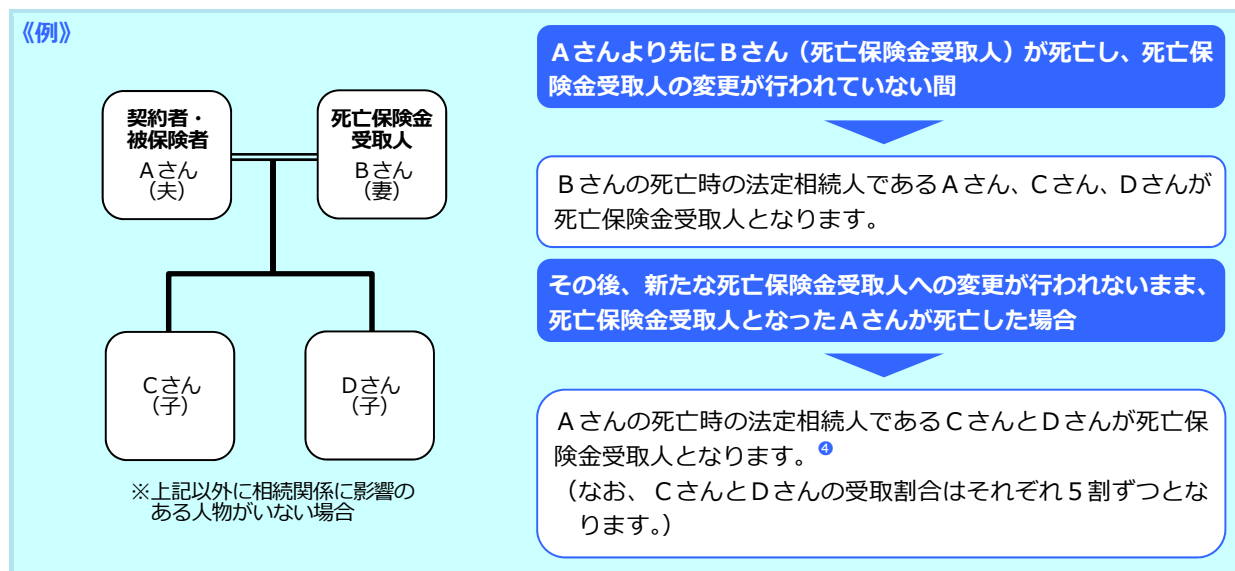 《例》
契約者・
被保険者
Aさん
（夫）
死亡保険金
受取人
Bさん
（妻）
Cさん
（子）
Dさん
（子）
※上記以外に相続関係に影響の
ある人物がいない場合
Aさんより先にBさん（死亡保険金受取人）が死亡し、死亡保
険金受取人の変更が行われていない間
Bさんの死亡時の法定相続人であるAさん、Cさん、Dさんが
死亡保険金受取人となります。
その後、新たな死亡保険金受取人への変更が行われないまま、
死亡保険金受取人となったAさんが死亡した場合
Aさんの死亡時の法定相続人であるCさんとDさんが死亡保
険金受取人となります。❹
（なお、CさんとDさんの受取割合はそれぞれ５割ずつとな
ります。）